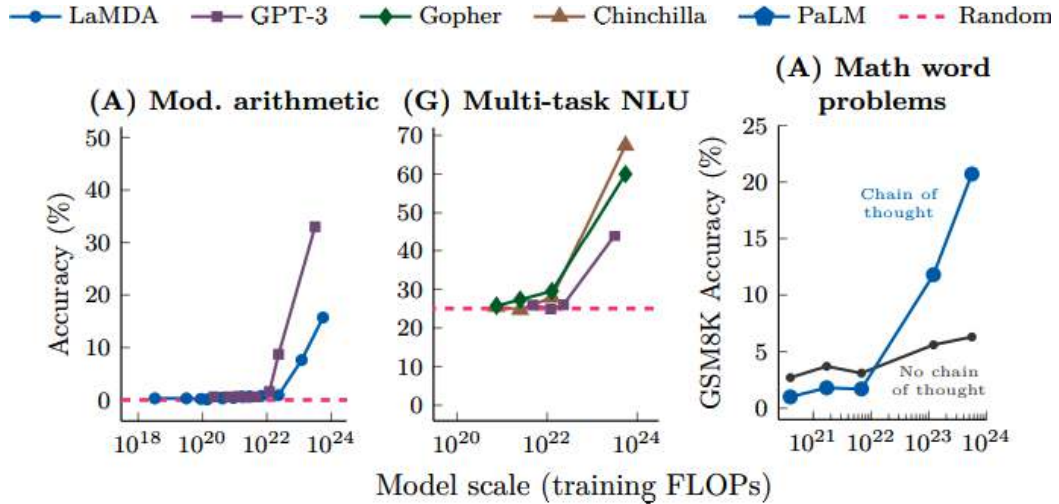 LaMDA GPT-3 Gopher Chinchilla PaLM Random
(A) Mod. arithmetic
(G) Multi-task NLU
(A) Math word
problems
Accuracy (%)
50
40
30
20
10
0
10^18 10^20 10^22 10^24
70
60
50
40
30
20
10
0
10^20 10^22 10^24
GSM8K Accuracy (%)
25
20
15
10
5
0
Chain of
thought
No chain
of thought
10^21 10^22 10^23 10^24
Model scale (training FLOPs)